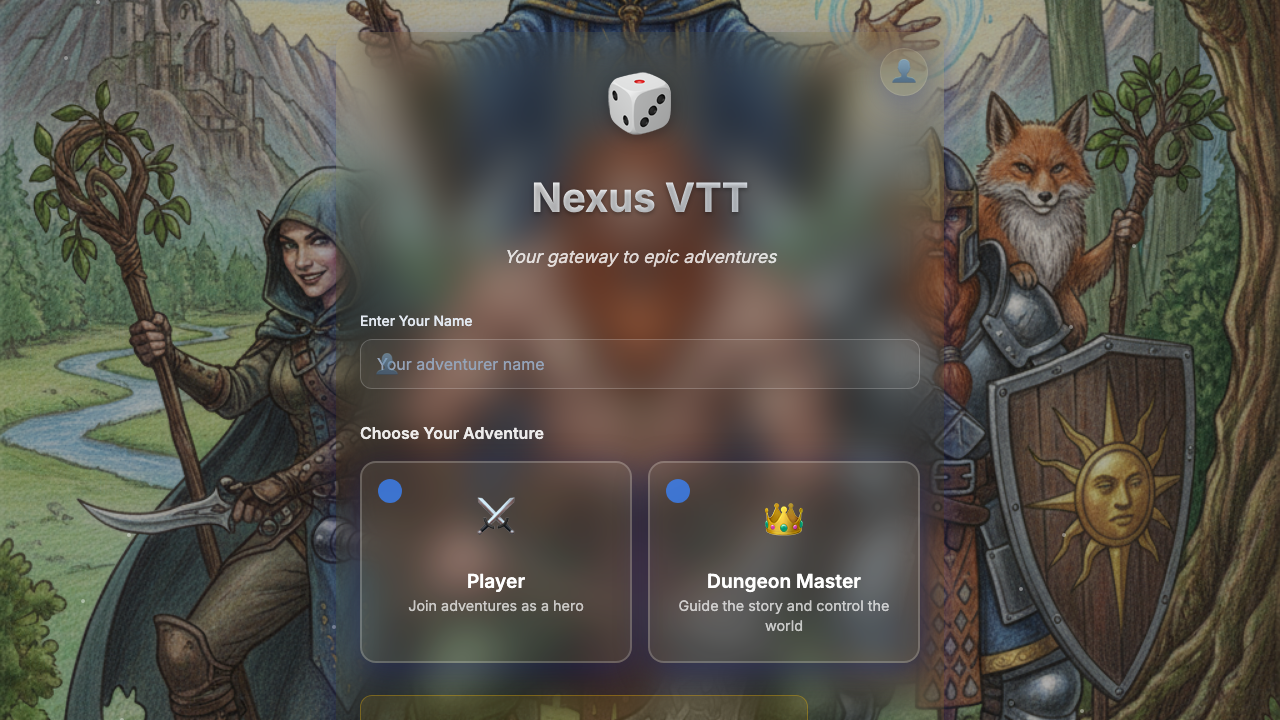 Nexus VTT
Your gateway to epic adventures
Enter Your Name
Your adventurer name
Choose Your Adventure
Player
Join adventures as a hero
Dungeon Master
Guide the story and control the
world